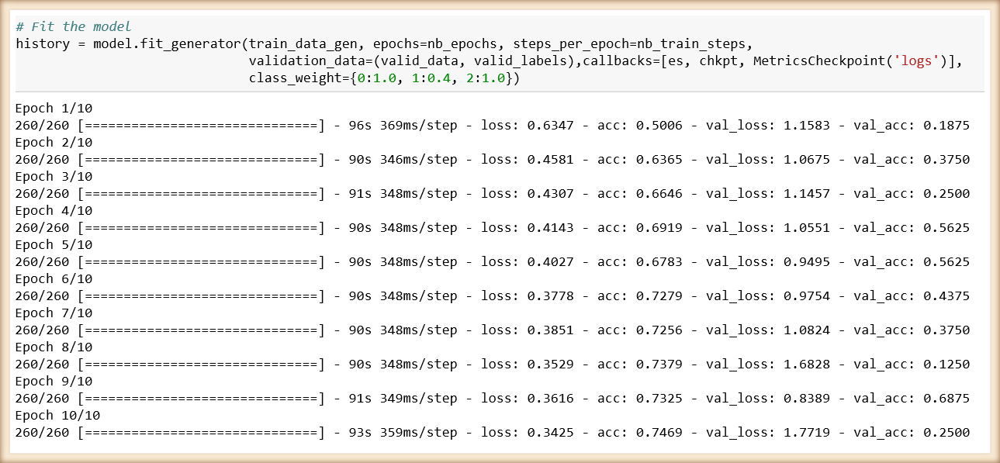 # Fit the model
history = model.fit_generator(train_data_gen, epochs=nb_epochs, steps_per_epoch=nb_train_steps,
validation_data=(valid_data, valid_labels),callbacks=[es, chkpt, MetricsCheckpoint('logs')],
class_weight={0:1.0, 1:0.4, 2:1.0})
Epoch 1/10
260/260 [==============================] - 96s 369ms/step - loss: 0.6347 - acc: 0.5006 - val_loss: 1.1583 - val_acc: 0.1875
Epoch 2/10
260/260 [==============================] - 90s 346ms/step - loss: 0.4581 - acc: 0.6365 - val_loss: 1.0675 - val_acc: 0.3750
Epoch 3/10
260/260 [==============================] - 91s 348ms/step - loss: 0.4307 - acc: 0.6646 - val_loss: 1.1457 - val_acc: 0.2500
Epoch 4/10
260/260 [==============================] - 90s 348ms/step - loss: 0.4143 - acc: 0.6919 - val_loss: 1.0551 - val_acc: 0.5625
Epoch 5/10
260/260 [==============================] - 90s 348ms/step - loss: 0.4027 - acc: 0.6783 - val_loss: 0.9495 - val_acc: 0.5625
Epoch 6/10
260/260 [==============================] - 90s 348ms/step - loss: 0.3778 - acc: 0.7279 - val_loss: 0.9754 - val_acc: 0.4375
Epoch 7/10
260/260 [==============================] - 90s 348ms/step - loss: 0.3851 - acc: 0.7256 - val_loss: 1.0824 - val_acc: 0.3750
Epoch 8/10
260/260 [==============================] - 90s 348ms/step - loss: 0.3529 - acc: 0.7379 - val_loss: 1.6828 - val_acc: 0.1250
Epoch 9/10
260/260 [==============================] - 91s 349ms/step - loss: 0.3616 - acc: 0.7325 - val_loss: 0.8389 - val_acc: 0.6875
Epoch 10/10
260/260 [==============================] - 93s 359ms/step - loss: 0.3425 - acc: 0.7469 - val_loss: 1.7719 - val_acc: 0.2500